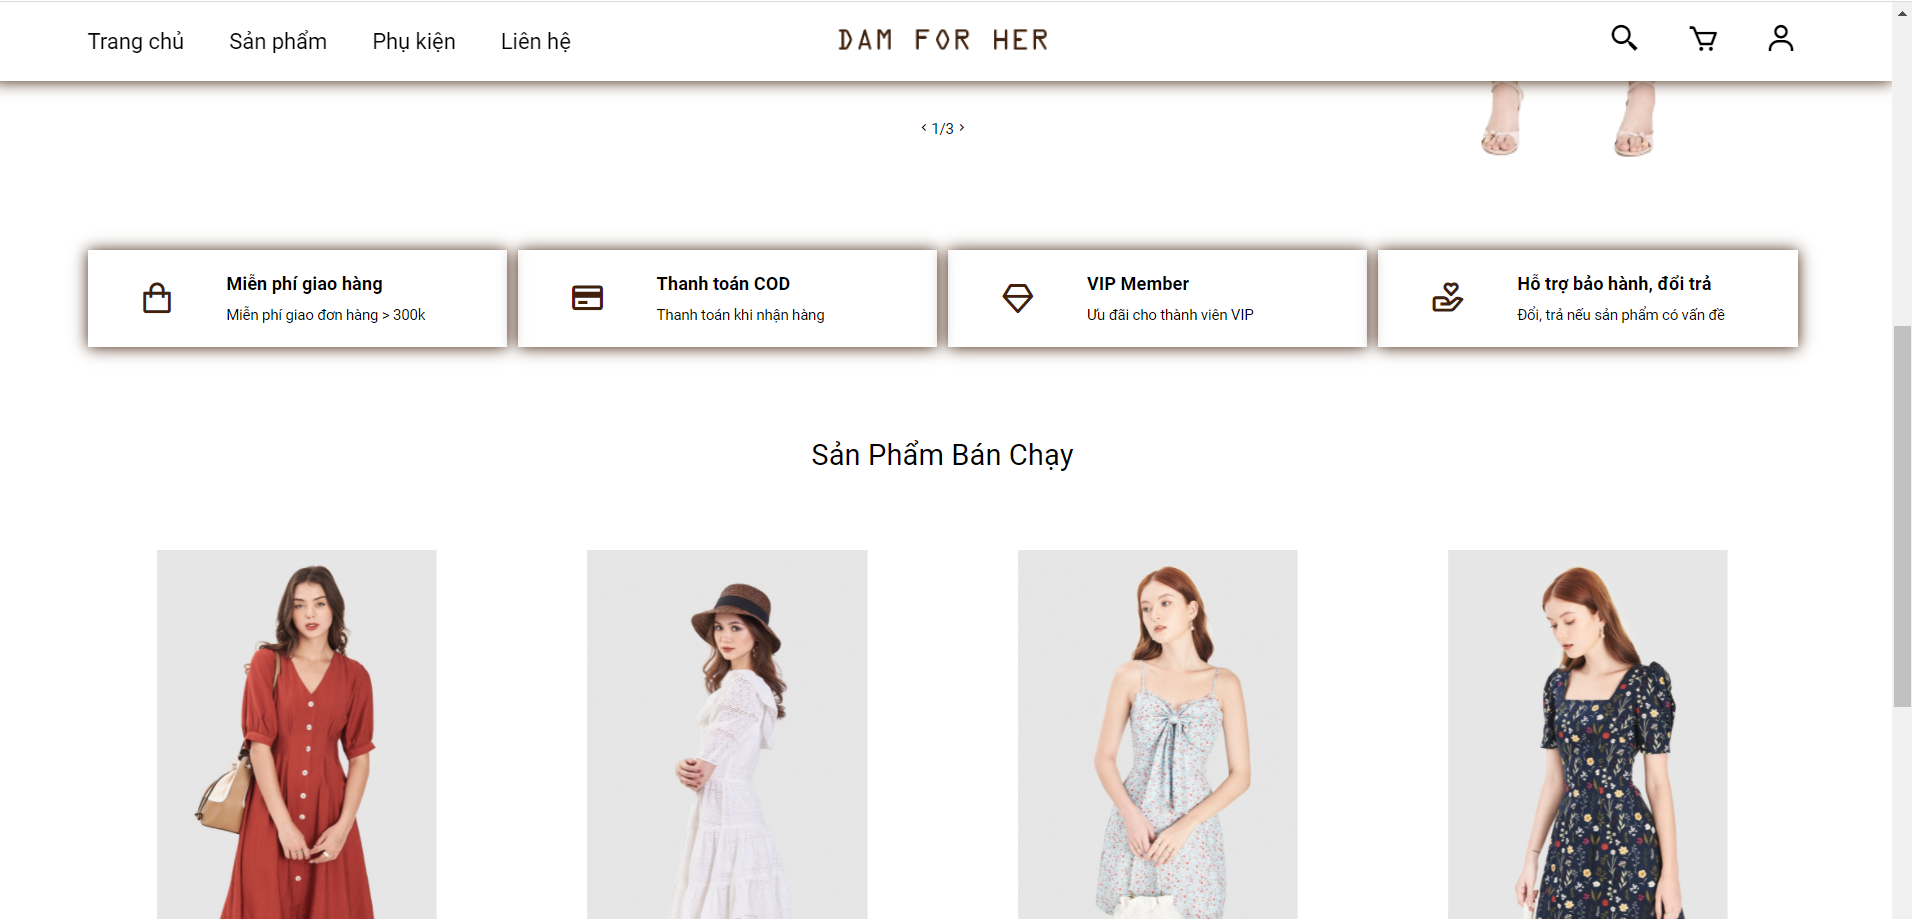 Trang chủ Sản phẩm Phụ kiện Liên hệ DAM FOR HER
‹ 1/3 ›
Miễn phí giao hàng
Miễn phí giao đơn hàng > 300k
Thanh toán COD
Thanh toán khi nhận hàng
VIP Member
Ưu đãi cho thành viên VIP
Hỗ trợ bảo hành, đổi trả
Đổi, trả nếu sản phẩm có vấn đề
Sản Phẩm Bán Chạy